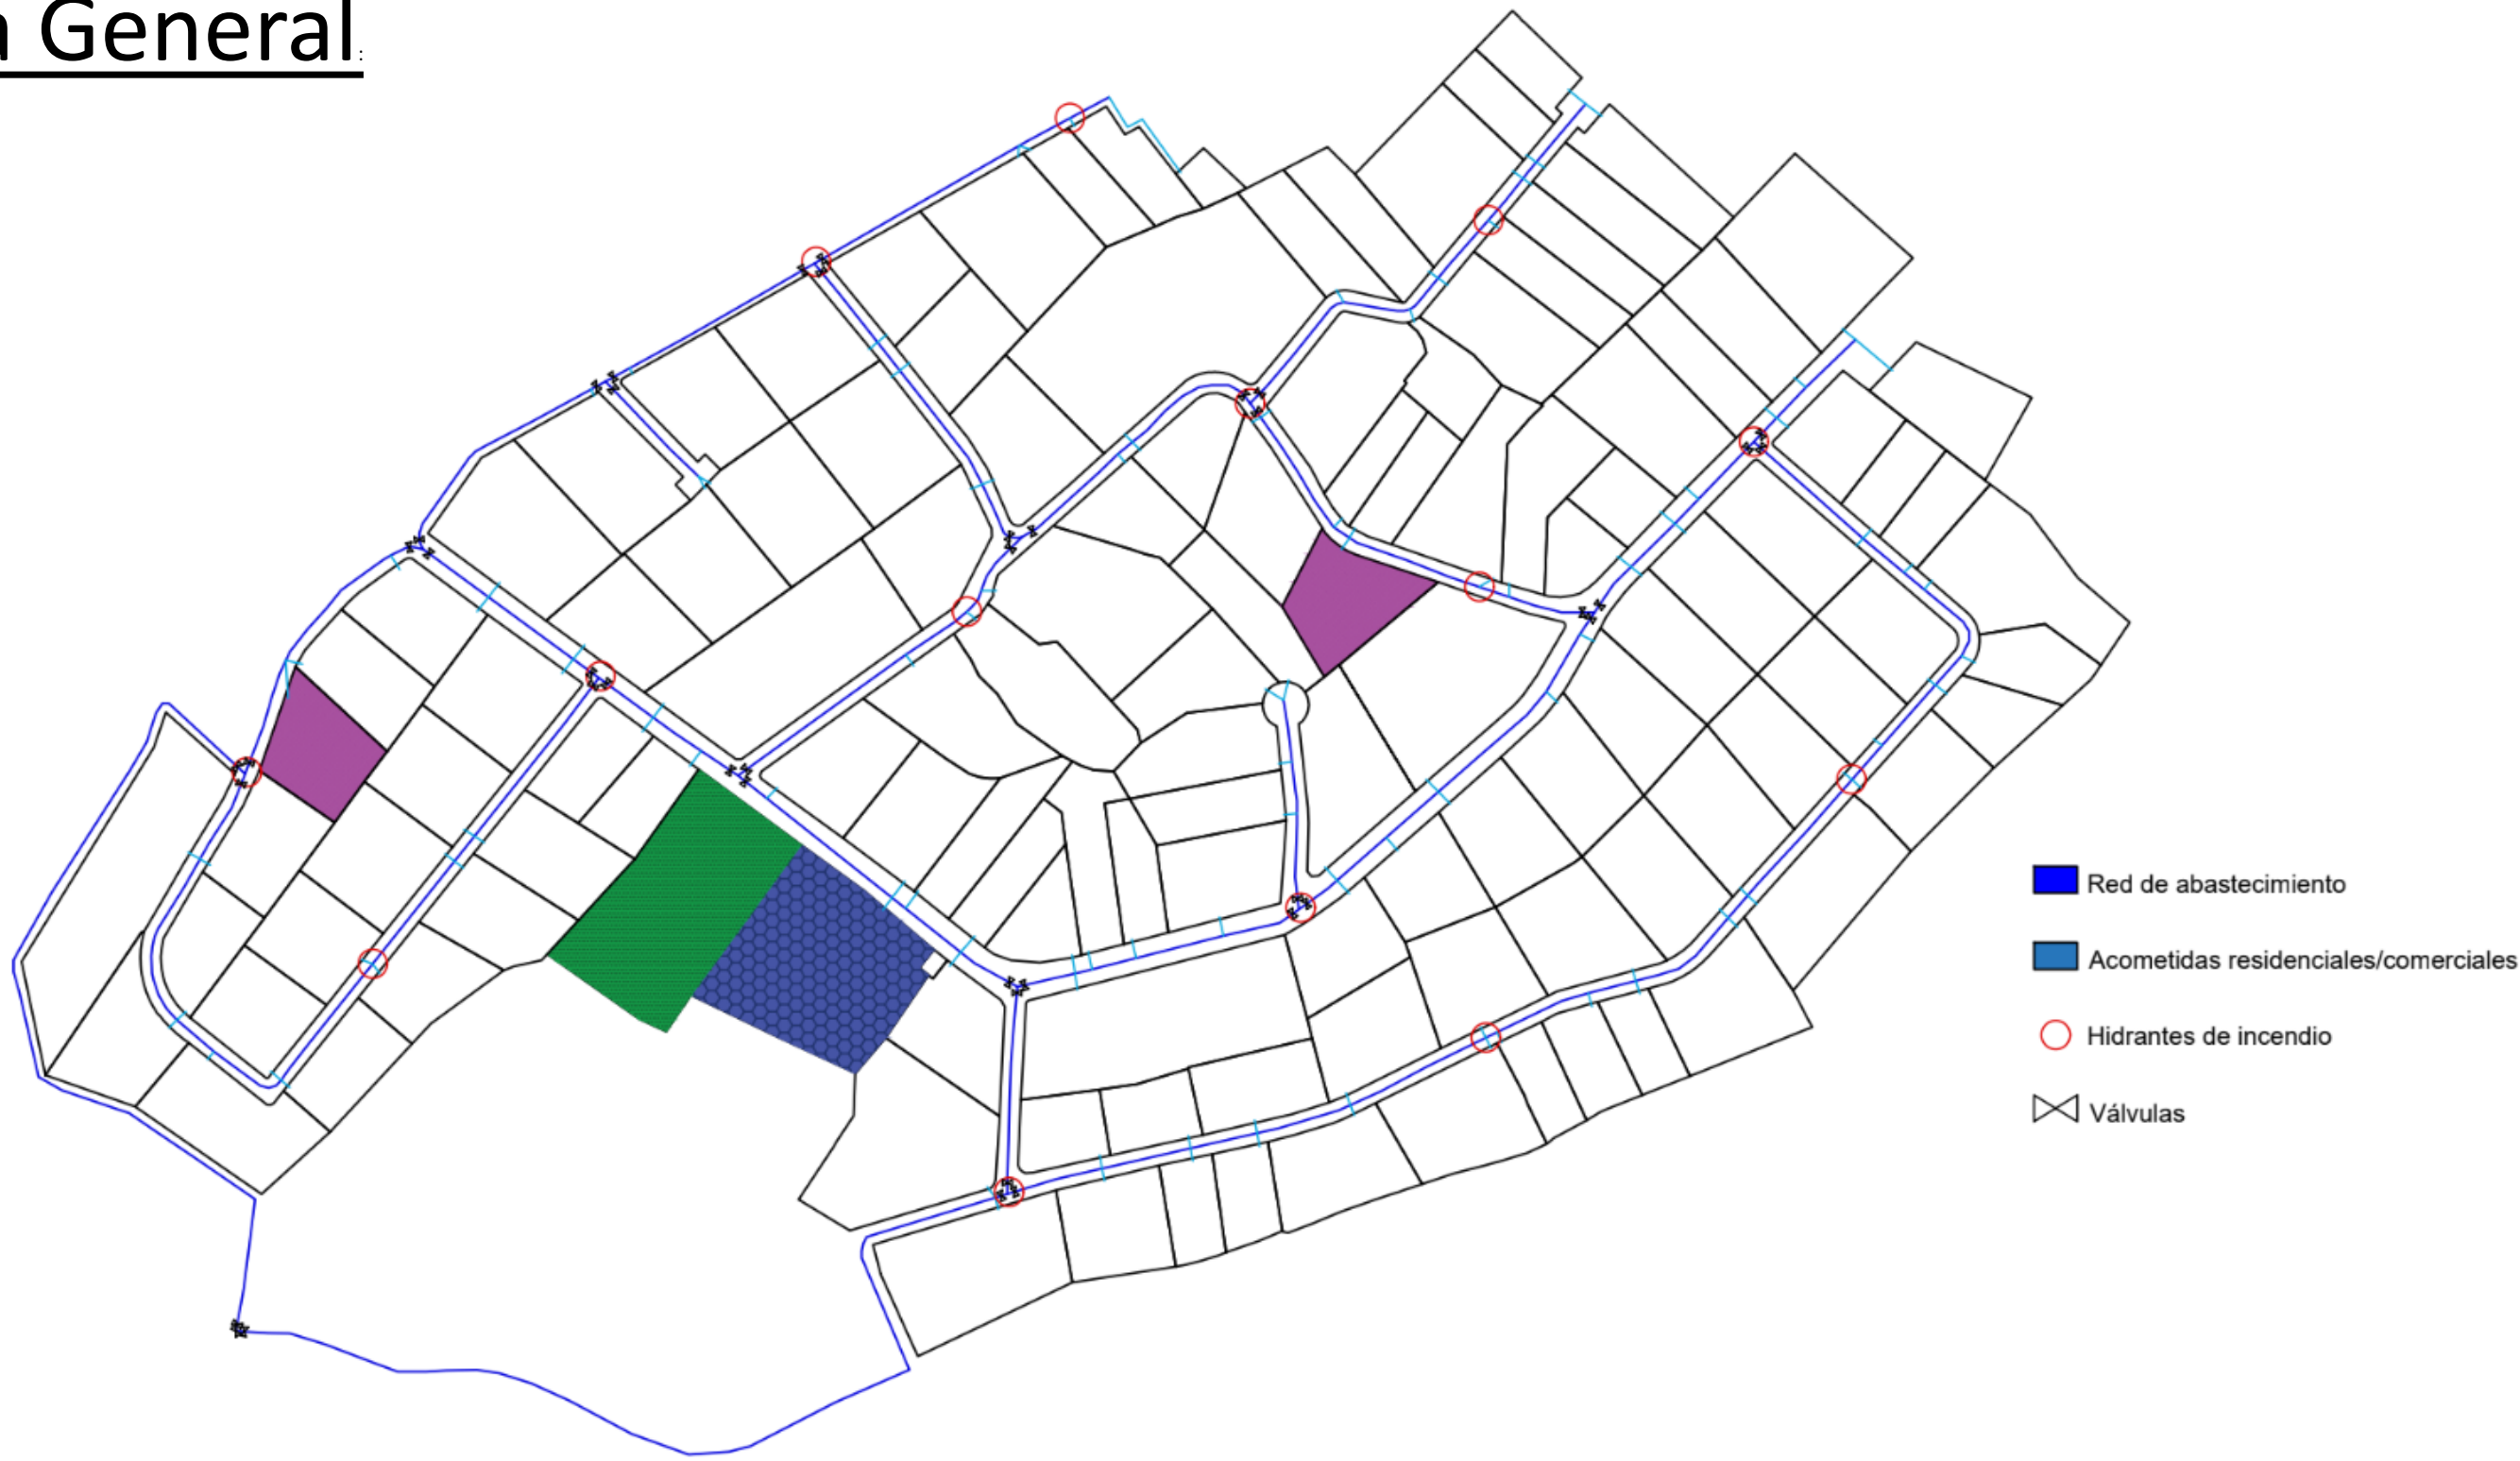 General:
Red de abastecimiento
Acometidas residenciales/comerciales
Hidrantes de incendio
Válvulas